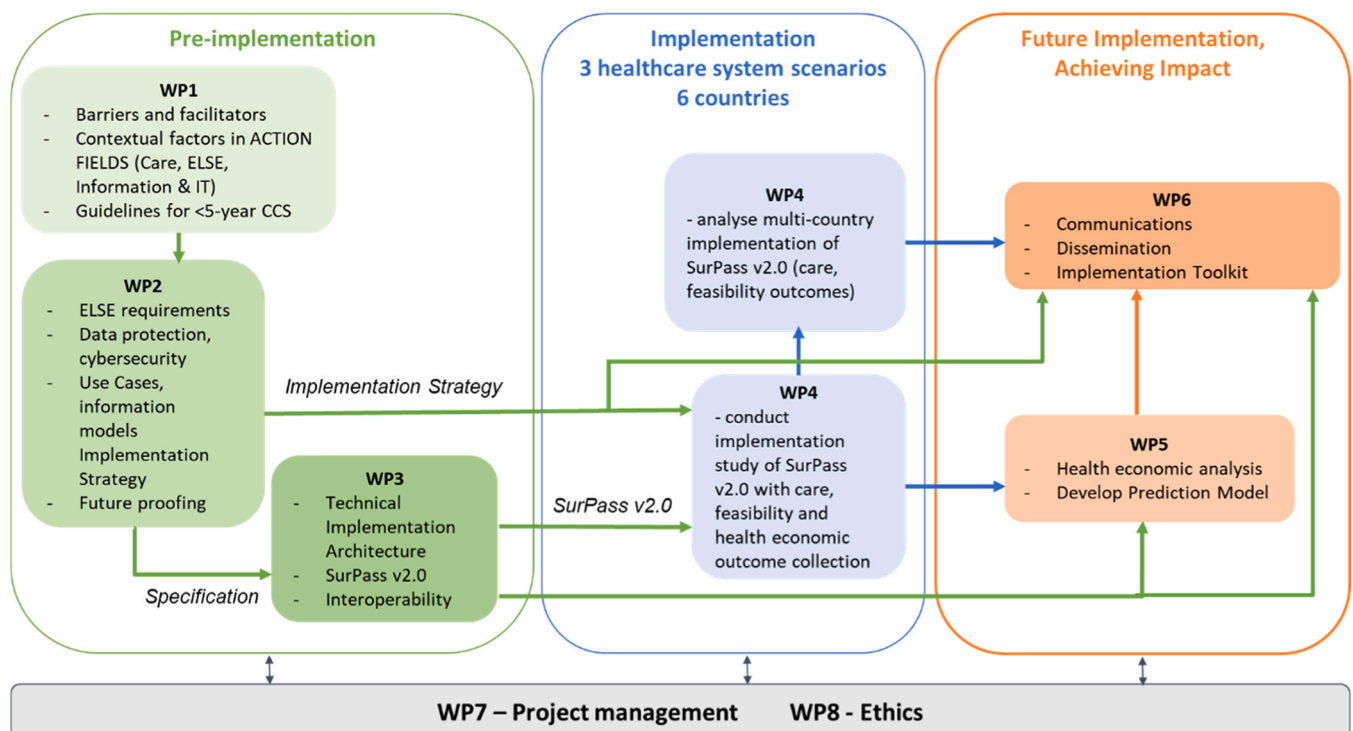 Pre-implementation
WP1
- Barriers and facilitators
- Contextual factors in ACTION
FIELDS (Care, ELSE,
Information & IT)
- Guidelines for <5-year CCS
WP2
- ELSE requirements
- Data protection,
cybersecurity
- Use Cases,
information
models
Implementation
Strategy
- Future proofing
Implementation Strategy
Specification
WP3
- Technical
Implementation
Architecture
- SurPass v2.0
- Interoperability
SurPass v2.0
Implementation
3 healthcare system scenarios
6 countries
WP4
- analyse multi-country
implementation of
SurPass v2.0 (care,
feasibility outcomes)
WP4
- conduct
implementation
study of SurPass
v2.0 with care,
feasibility and
health economic
outcome collection
Future Implementation,
Achieving Impact
WP6
- Communications
- Dissemination
- Implementation Toolkit
WP5
- Health economic analysis
- Develop Prediction Model
WP7 – Project management WP8 - Ethics